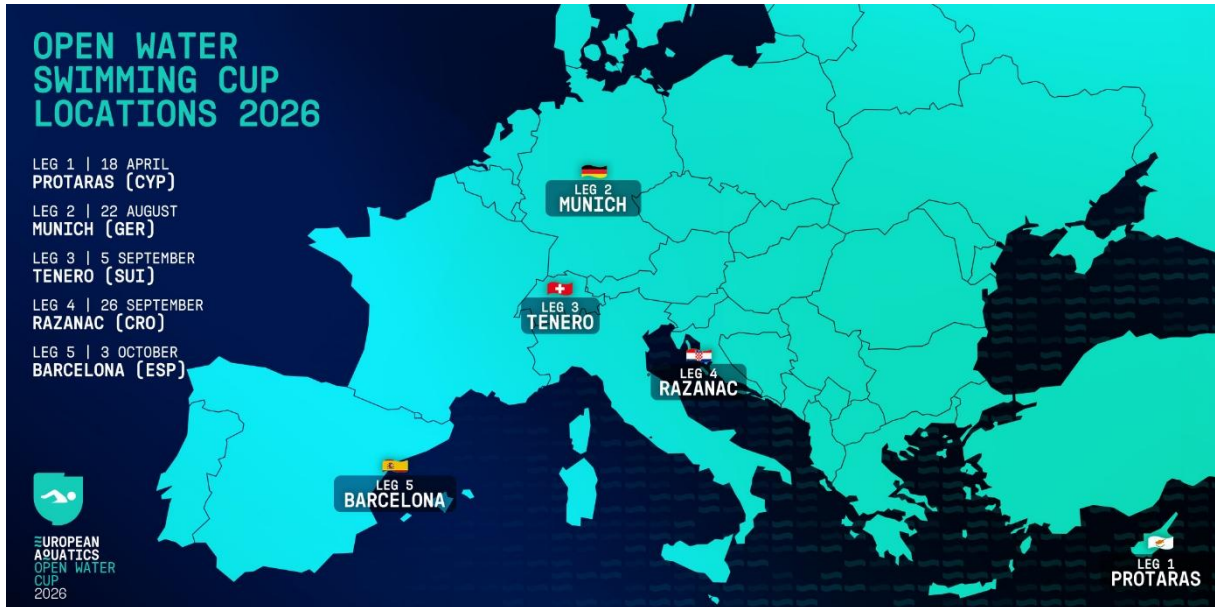 OPEN WATER
SWIMMING CUP
LOCATIONS 2026
LEG 1 | 18 APRIL
PROTARAS (CYP)
LEG 2 | 22 AUGUST
MUNICH (GER)
LEG 3 | 5 SEPTEMBER
TENERO (SUI)
LEG 4 | 26 SEPTEMBER
RAZANAC (CRO)
LEG 5 | 3 OCTOBER
BARCELONA (ESP)
LEG 2
MUNICH
LEG 3
TENERO
LEG 4
RAZANAC
LEG 5
BARCELONA
LEG 1
PROTARAS
EUROPEAN
AQUATICS
OPEN WATER
CUP
2026